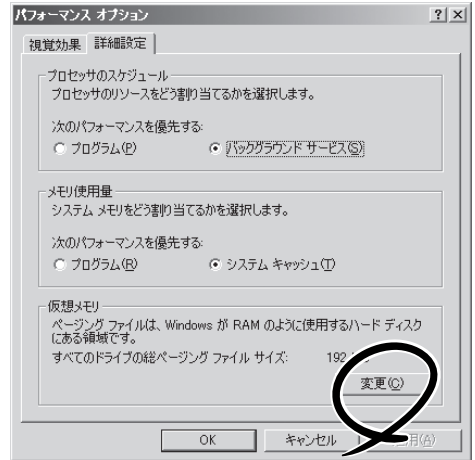 パフォーマンス オプション
視覚効果 詳細設定
プロセッサのスケジュール
プロセッサのリソースをどう割り当てるかを選択します。
次のパフォーマンスを優先する:
プログラム(P) バックグラウンド サービス(S)
メモリ使用量
システム メモリをどう割り当てるかを選択します。
次のパフォーマンスを優先する:
プログラム(R) システム キャッシュ(T)
仮想メモリ
ページング ファイルは、Windows が RAM のように使用するハード ディスク
にある領域です。
すべてのドライブの総ページング ファイル サイズ: 192
変更(C)
OK キャンセル 用(A)